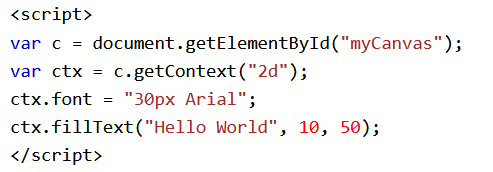 <script>
var c = document.getElementById("myCanvas");
var ctx = c.getContext("2d");
ctx.font = "30px Arial";
ctx.fillText("Hello World", 10, 50);
</script>